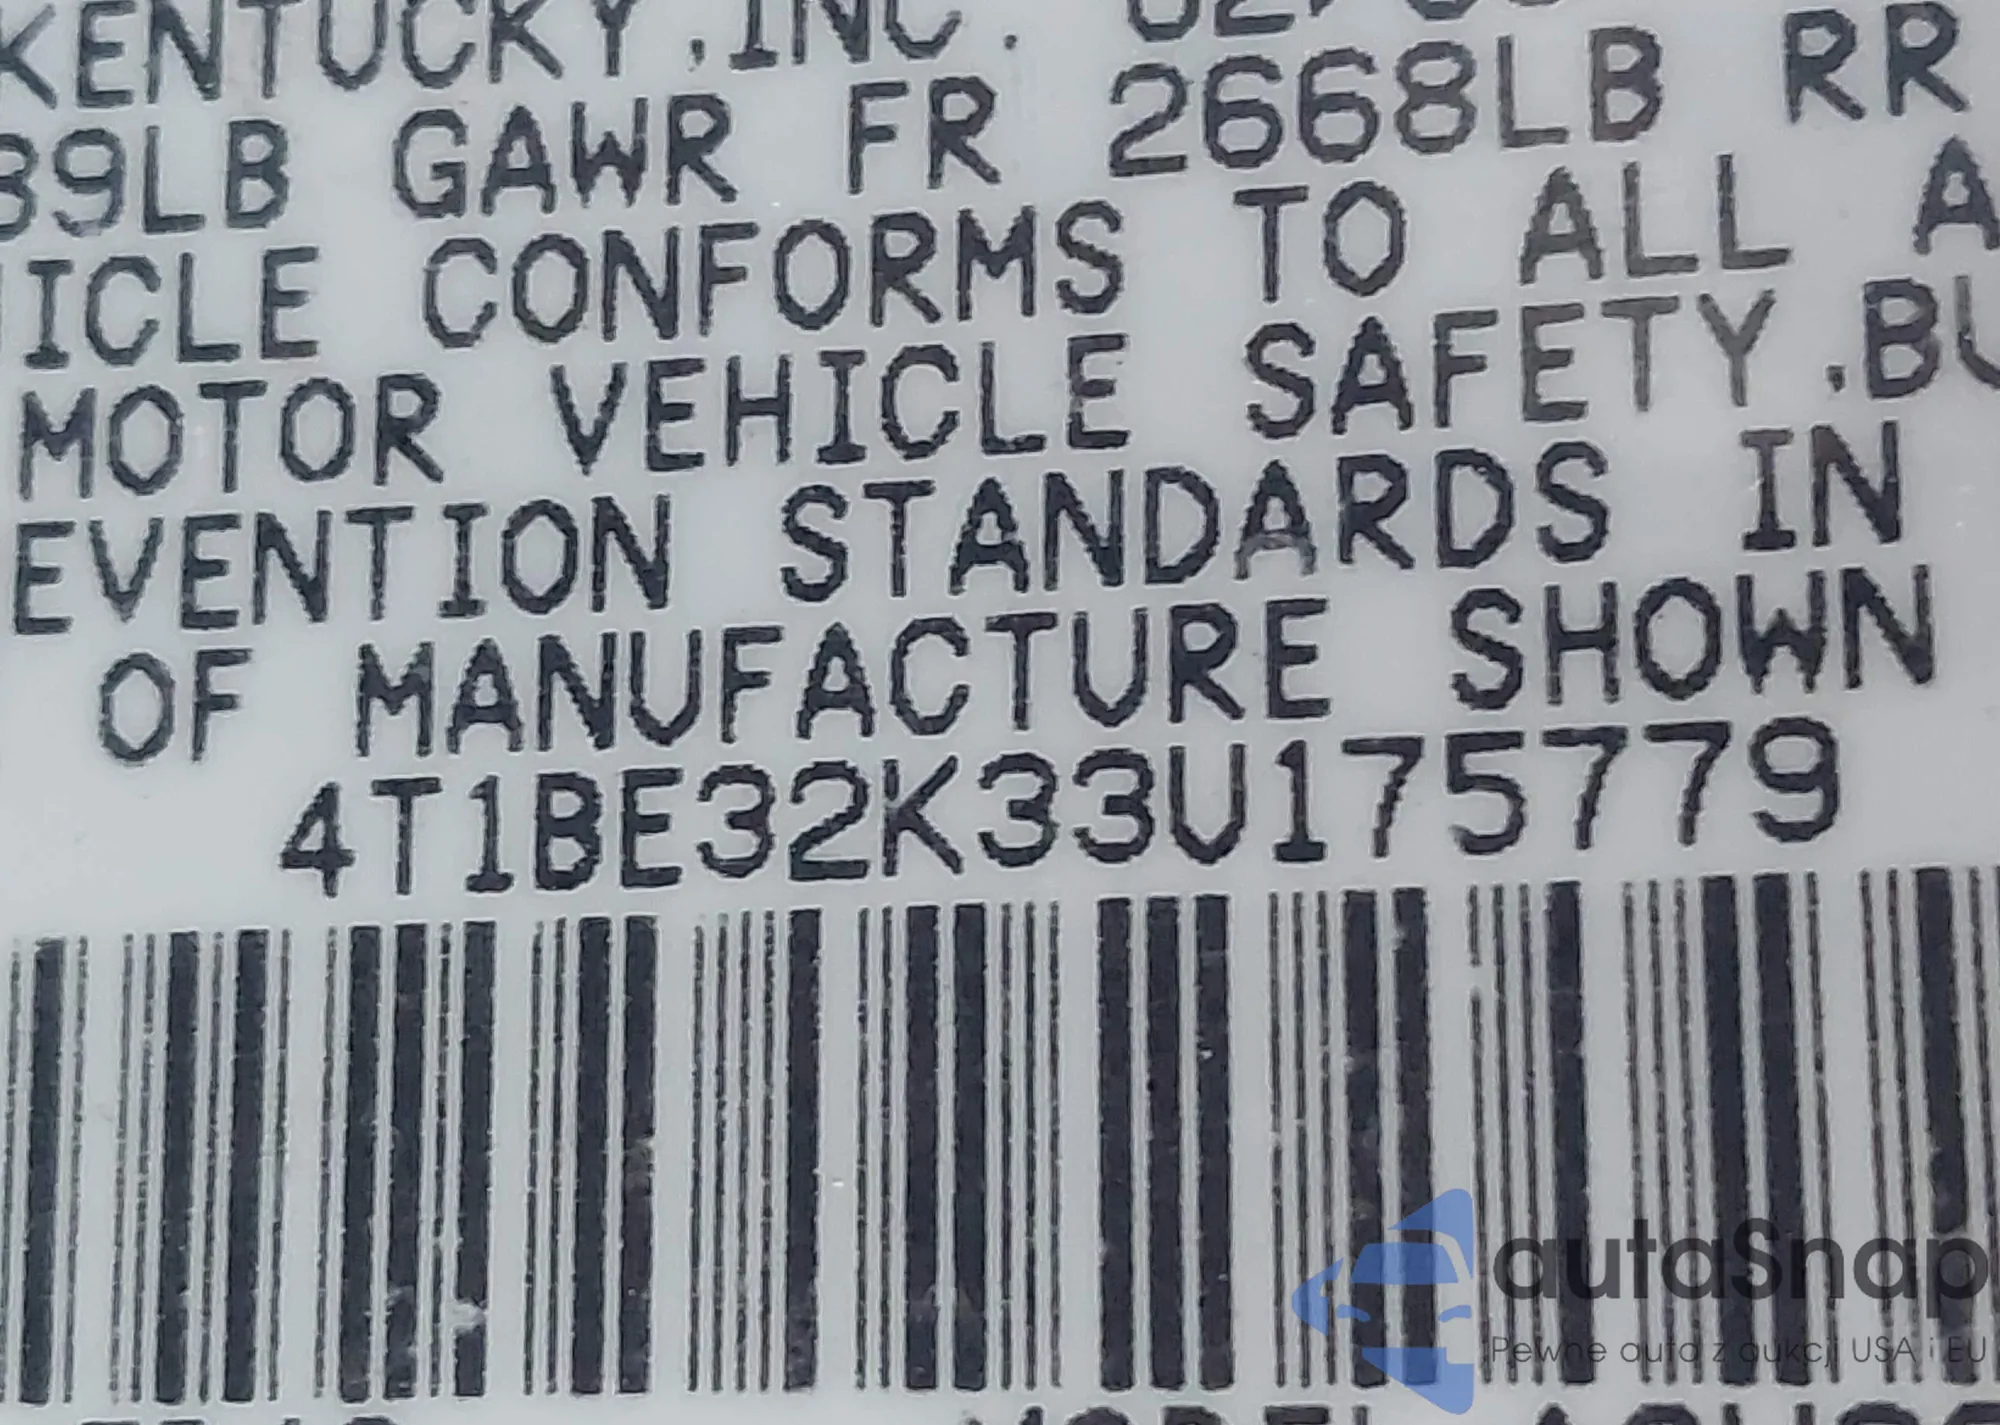 KENTUCKY,INC.
39LB GAWR FR 2668LB RR
ICLE CONFORMS TO ALL A
MOTOR VEHICLE SAFETY,BU
EVENTION STANDARDS IN
OF MANUFACTURE SHOWN
4T1BE32K33U175779
autaSnap
Pewne auta z aukcji USA i EU